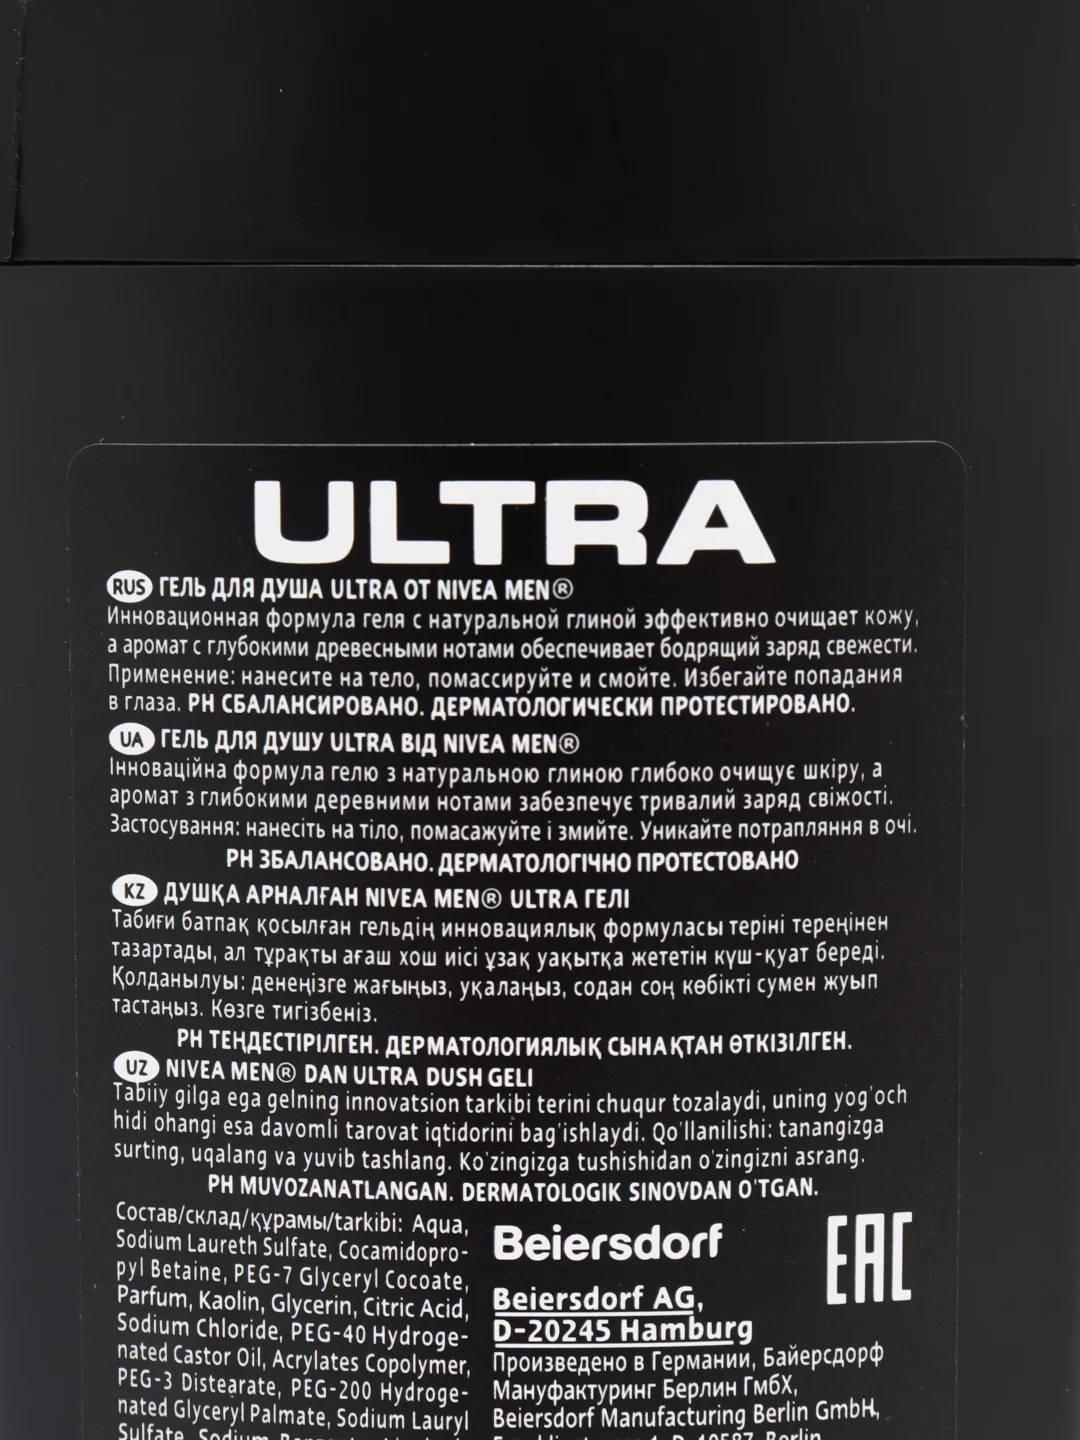 ULTRA
RUS ГЕЛЬ ДЛЯ ДУША ULTRA ОТ NIVEA MEN®
Инновационная формула геля с натуральной глиной эффективно очищает кожу,
а аромат с глубокими древесными нотами обеспечивает бодрящий заряд свежести.
Применение: нанесите на тело, помассируйте и смойте. Избегайте попадания
в глаза. PH СБАЛАНСИРОВАНО. ДЕРМАТОЛОГИЧЕСКИ ПРОТЕСТИРОВАНО.
UA ГЕЛЬ ДЛЯ ДУШУ ULTRA ВІД NIVEA MEN®
Інноваційна формула гелю з натуральною глиною глибоко очищує шкіру, а
аромат з глибокими деревними нотами забезпечує тривалий заряд свіжості.
Застосування: нанесіть на тіло, помасажуйте і змийте. Уникайте потрапляння в очі.
PH ЗБАЛАНСОВАНО. ДЕРМАТОЛОГІЧНО ПРОТЕСТОВАНО
KZ ДУШҚА АРНАЛҒАН NIVEA MEN® ULTRA ГЕЛІ
Табиғи батпақ қосылған гельдің инновациялық формуласы теріні тереңінен
тазартады, ал тұрақты ағаш хош иісі ұзақ уақытқа жететін күш-қуат береді.
Қолданылуы: денеңізге жағыңыз, уқалаңыз, содан соң көбікті сумен жуып
тастаңыз. Көзге тигізбеңіз.
PH ТЕҢДЕСТІРІЛГЕН. ДЕРМАТОЛОГИЯЛЫҚ СЫНАҚТАН ӨТКІЗІЛГЕН.
UZ NIVEA MEN® DAN ULTRA DUSH GELI
Tabiiy gilga ega gelning innovatsion tarkibi terini chuqur tozalaydi, uning yog'och
hidi ohangi esa davomli tarovat iqtidorini bag'ishlaydi. Qo'llanilishi: tanangizga
surting, uqalang va yuvib tashlang. Ko'zingizga tushishidan o'zingizni asrang.
PH MUVOZANATLANGAN. DERMATOLOGIK SINOVDAN O'TGAN.
Состав/склад/құрамы/tarkibi: Aqua,
Sodium Laureth Sulfate, Cocamidopro-
pyl Betaine, PEG-7 Glyceryl Cocoate,
Parfum, Kaolin, Glycerin, Citric Acid,
Sodium Chloride, PEG-40 Hydroge-
nated Castor Oil, Acrylates Copolymer,
PEG-3 Distearate, PEG-200 Hydroge-
nated Glyceryl Palmate, Sodium Lauryl
Sulfate, Sodium
Beiersdorf
EAC
Beiersdorf AG,
D-20245 Hamburg
Произведено в Германии, Байерсдорф
Мануфактуринг Берлин ГмбХ,
Beiersdorf Manufacturing Berlin GmbH,
Berlin